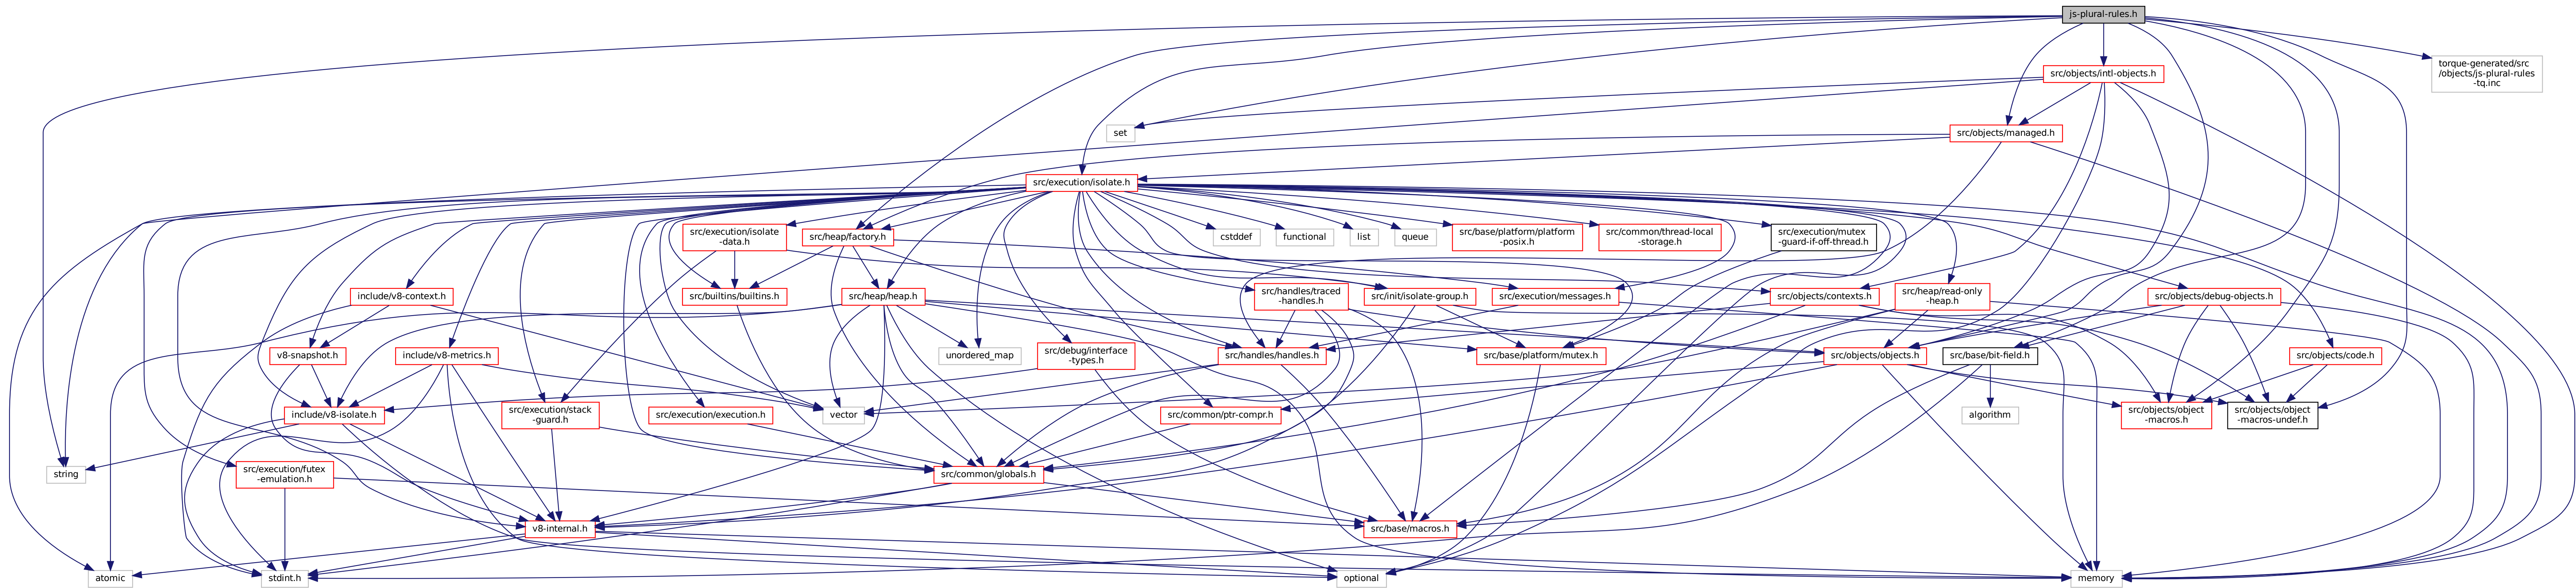 js-plural-rules.h
src/objects/intl-objects.h
torque-generated/src
/objects/js-plural-rules
-tq.inc
set
src/objects/managed.h
src/execution/isolate.h
src/execution/isolate
-data.h
src/heap/factory.h
cstddef
functional
list
queue
src/base/platform/platform
-posix.h
src/common/thread-local
-storage.h
src/execution/mutex
-guard-if-off-thread.h
include/v8-context.h
src/builtins/builtins.h
src/heap/heap.h
src/handles/traced
-handles.h
src/init/isolate-group.h
src/execution/messages.h
src/objects/contexts.h
src/heap/read-only
-heap.h
src/objects/debug-objects.h
v8-snapshot.h
include/v8-metrics.h
unordered_map
src/debug/interface
-types.h
src/handles/handles.h
src/base/platform/mutex.h
src/objects/objects.h
src/base/bit-field.h
src/objects/code.h
include/v8-isolate.h
src/execution/stack
-guard.h
src/execution/execution.h
vector
src/common/ptr-compr.h
algorithm
src/objects/object
-macros.h
src/objects/object
-macros-undef.h
string
src/execution/futex
-emulation.h
src/common/globals.h
v8-internal.h
src/base/macros.h
atomic
stdint.h
optional
memory